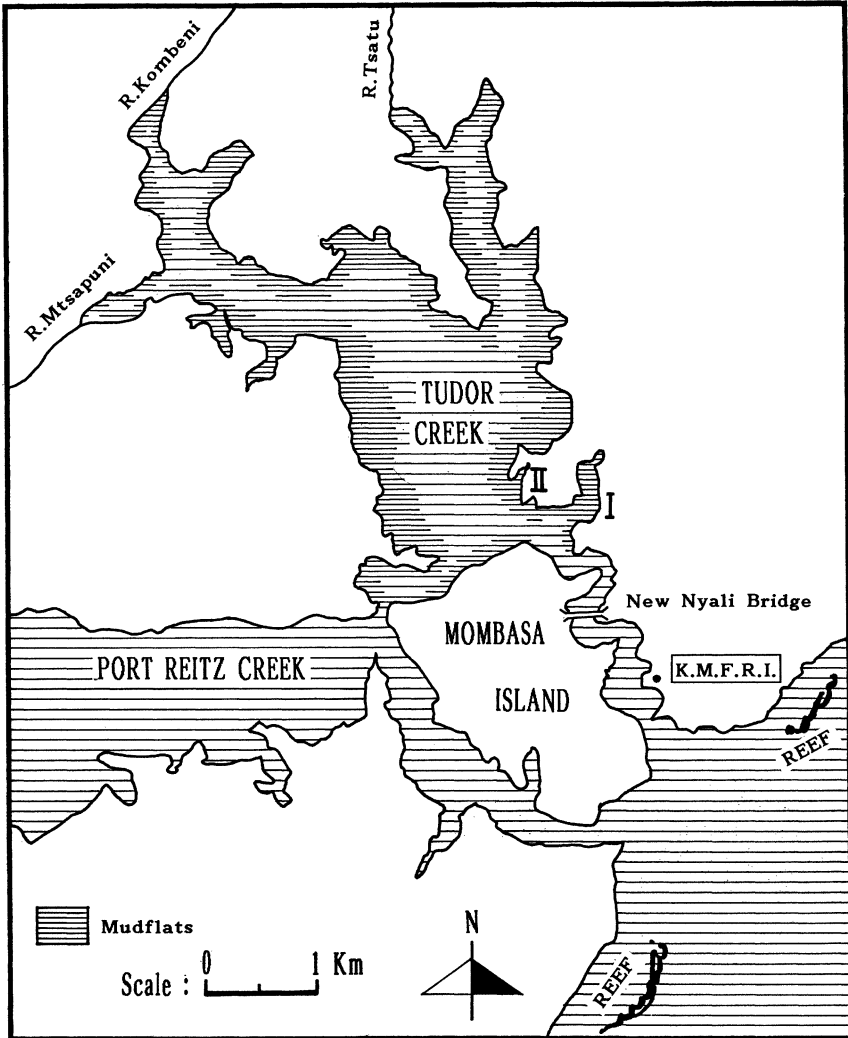 R.Kombeni
R.Tsatu
R.Mtsapuni
TUDOR
CREEK
II
I
New Nyali Bridge
MOMBASA
ISLAND
PORT REITZ CREEK
K.M.F.R.I.
REEF
Mudflats
N
0 1 Km
Scale :
REEF